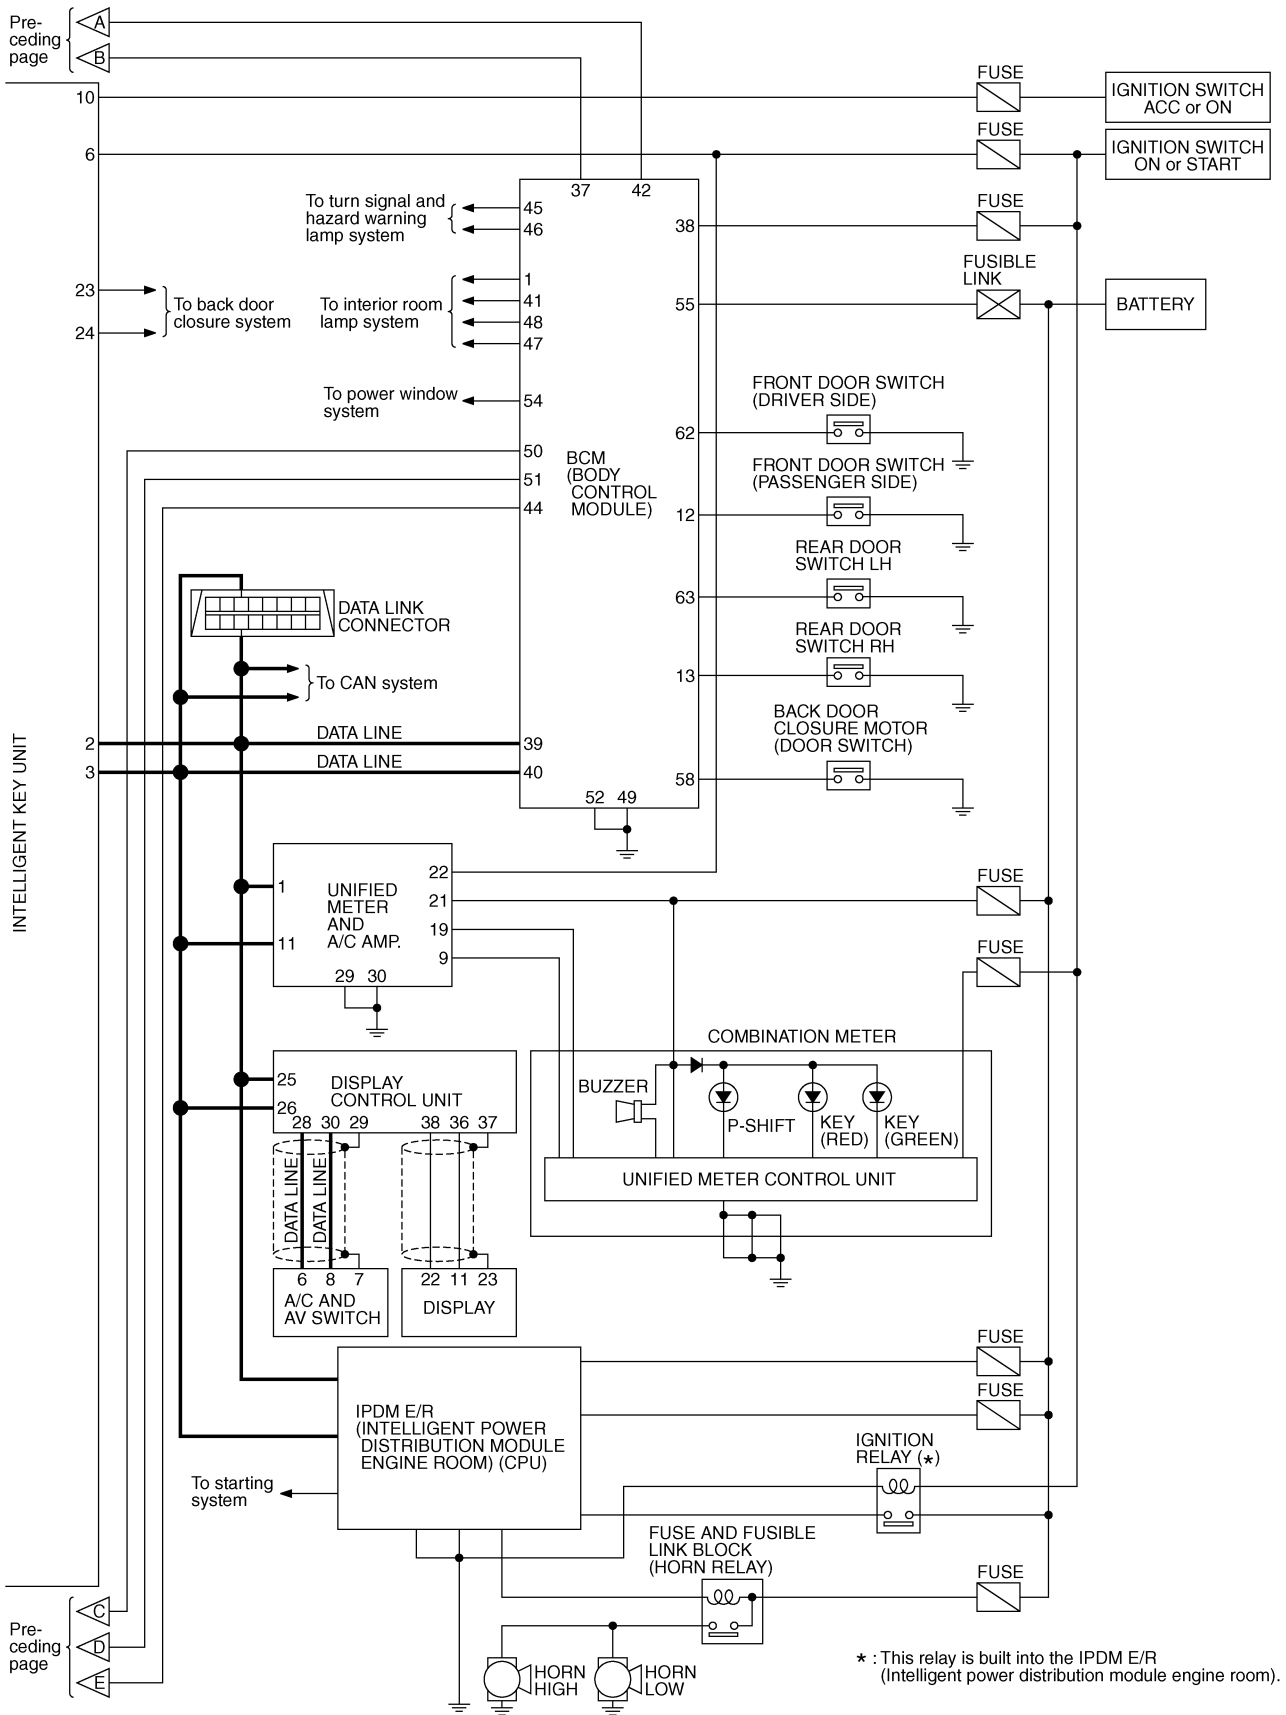 Pre-
ceding
page
A
B
FUSE
10
IGNITION SWITCH
ACC or ON
FUSE
6
IGNITION SWITCH
ON or START
37 42
To turn signal and
hazard warning
lamp system
45
46
FUSE
38
FUSIBLE
LINK
55
BATTERY
23
24
To back door
closure system
To interior room
lamp system
1
41
48
47
To power window
system
54
50
51
44
BCM
(BODY
CONTROL
MODULE)
FRONT DOOR SWITCH
(DRIVER SIDE)
62
FRONT DOOR SWITCH
(PASSENGER SIDE)
12
REAR DOOR
SWITCH LH
63
REAR DOOR
SWITCH RH
13
BACK DOOR
CLOSURE MOTOR
(DOOR SWITCH)
58
DATA LINK
CONNECTOR
To CAN system
INTELLIGENT KEY UNIT
2
DATA LINE
39
3
DATA LINE
40
52 49
1
11
UNIFIED
METER
AND
A/C AMP.
22
21
19
9
29 30
FUSE
FUSE
COMBINATION METER
BUZZER
P-SHIFT
KEY
(RED)
KEY
(GREEN)
UNIFIED METER CONTROL UNIT
25
26
DISPLAY
CONTROL UNIT
28 30 29
38 36 37
DATA LINE
DATA LINE
6 8 7
A/C AND
AV SWITCH
22 11 23
DISPLAY
IPDM E/R
(INTELLIGENT POWER
DISTRIBUTION MODULE
ENGINE ROOM) (CPU)
To starting
system
FUSE
FUSE
IGNITION
RELAY (*)
FUSE AND FUSIBLE
LINK BLOCK
(HORN RELAY)
FUSE
HORN
HIGH
HORN
LOW
Pre-
ceding
page
C
D
E
* : This relay is built into the IPDM E/R
(Intelligent power distribution module engine room).